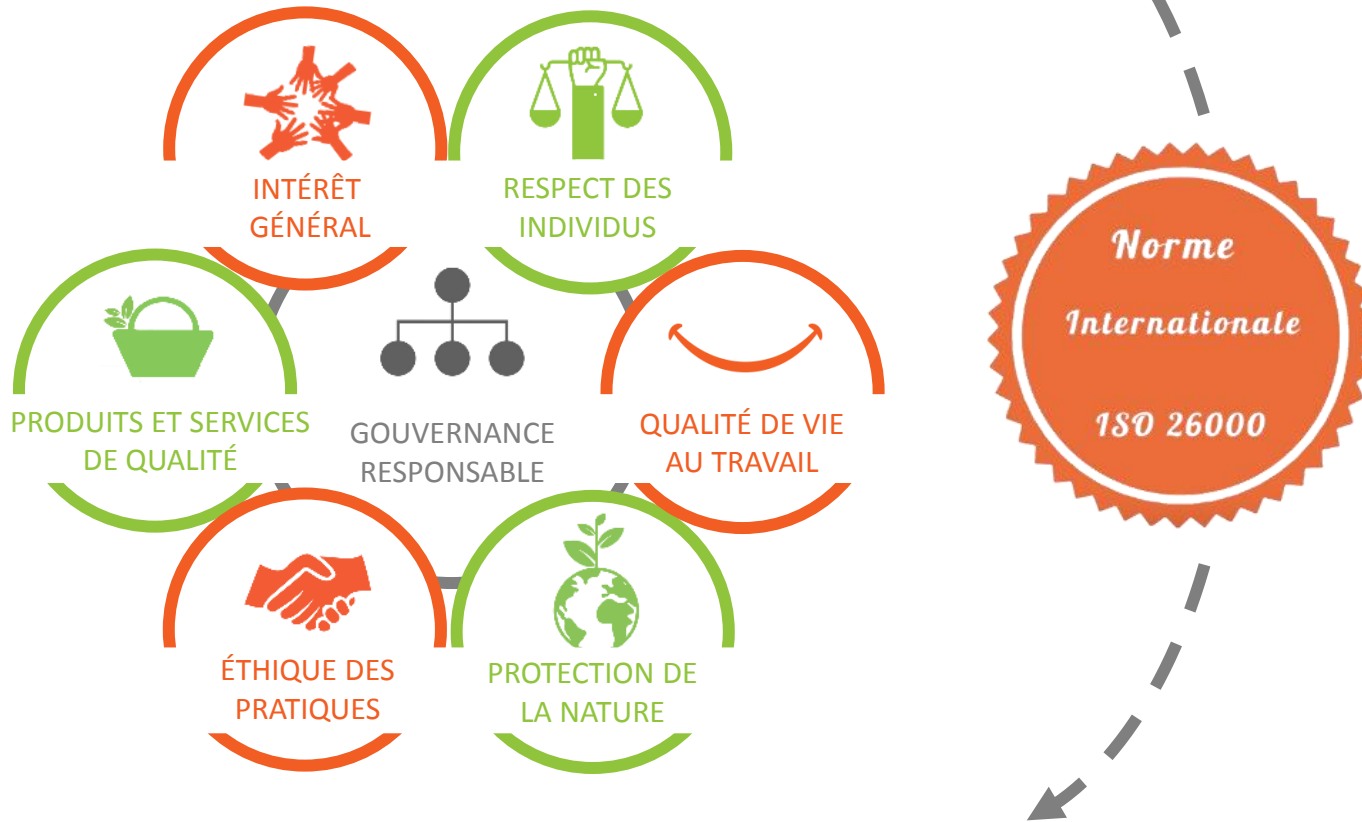 INTÉRÊT
GÉNÉRAL
RESPECT DES
INDIVIDUS
PRODUITS ET SERVICES
DE QUALITÉ
GOUVERNANCE
RESPONSABLE
QUALITÉ DE VIE
AU TRAVAIL
ÉTHIQUE DES
PRATIQUES
PROTECTION DE
LA NATURE
Norme
Internationale
ISO 26000